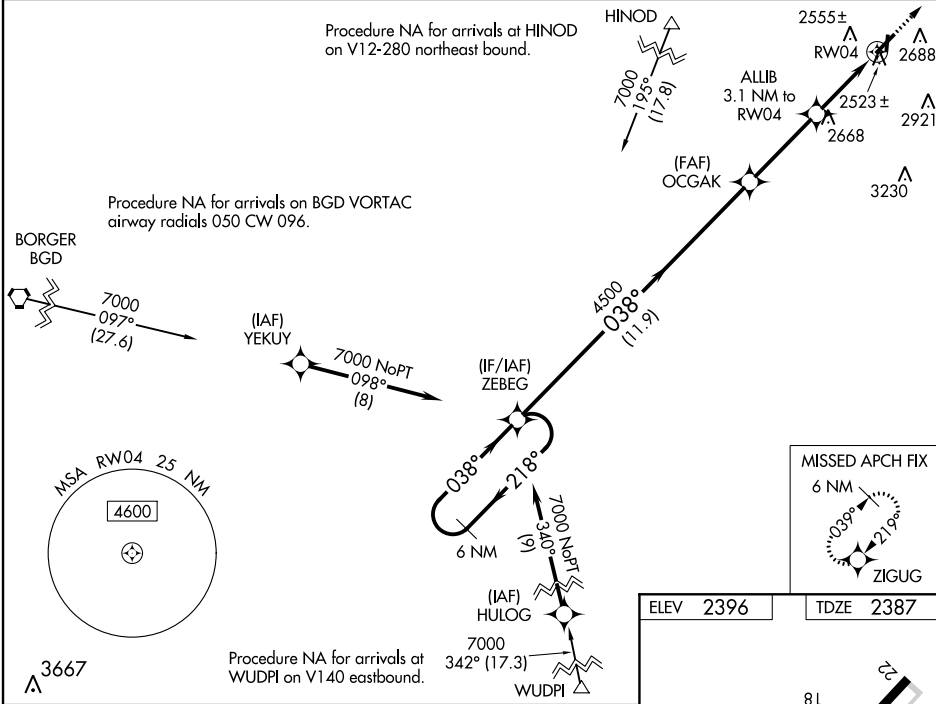 Procedure NA for arrivals at HINOD
on V12-280 northeast bound.
HINOD
7000
195°
(17.8)
2555±
RW04
2688
ALLIB
3.1 NM to
RW04
2523±
2921
2668
(FAF)
OCGAK
3230
Procedure NA for arrivals on BGD VORTAC
airway radials 050 CW 096.
BORGER
BGD
7000
097°
(27.6)
(IAF)
YEKUY
7000 NoPT
098°
(8)
4500
038°
(11.9)
(IF/IAF)
ZEBEG
038°
218°
6 NM
MSA RW04 25 NM
4600
7000 NoPT
340°
(9)
(IAF)
HULOG
7000
342° (17.3)
WUDPI
Procedure NA for arrivals at
WUDPI on V140 eastbound.
3667
MISSED APCH FIX
6 NM
039°
219°
ZIGUG
ELEV 2396
TDZE 2387
22
81